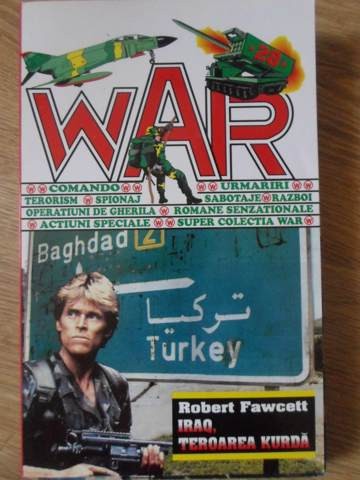 25
WAR
COMANDO URMARIRI
TERORISM SPIONAJ SABOTAJE RAZBOI
OPERATIUNI DE GHERILA ROMANE SENZATIONALE
ACTIUNI SPECIALE SUPER COLECTIA WAR
Baghdad 2
تركيا
Turkey
Robert Fawcett
IRAQ,
TEROAREA KURDĂ